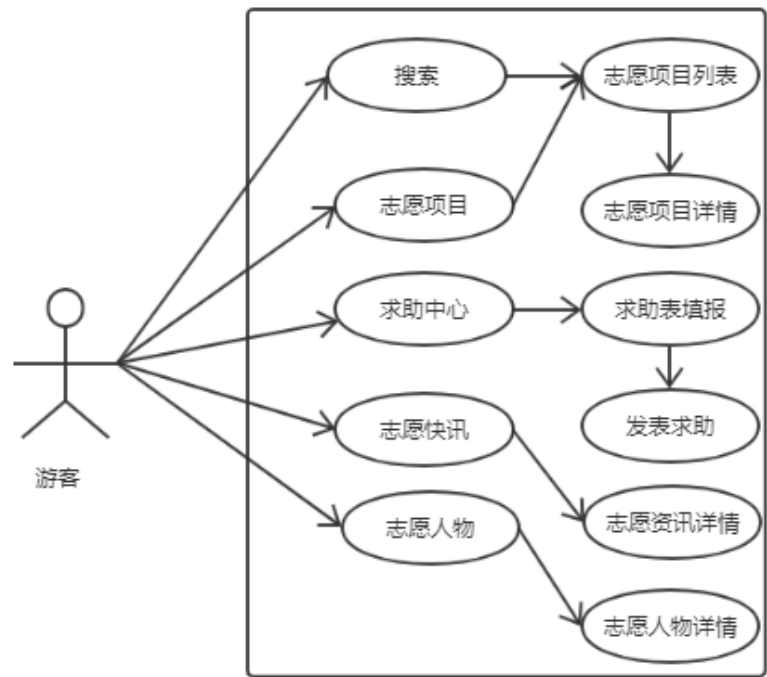 搜索
志愿项目列表
志愿项目
志愿项目详情
求助中心
求助表填报
志愿快讯
发表求助
游客
志愿人物
志愿资讯详情
志愿人物详情